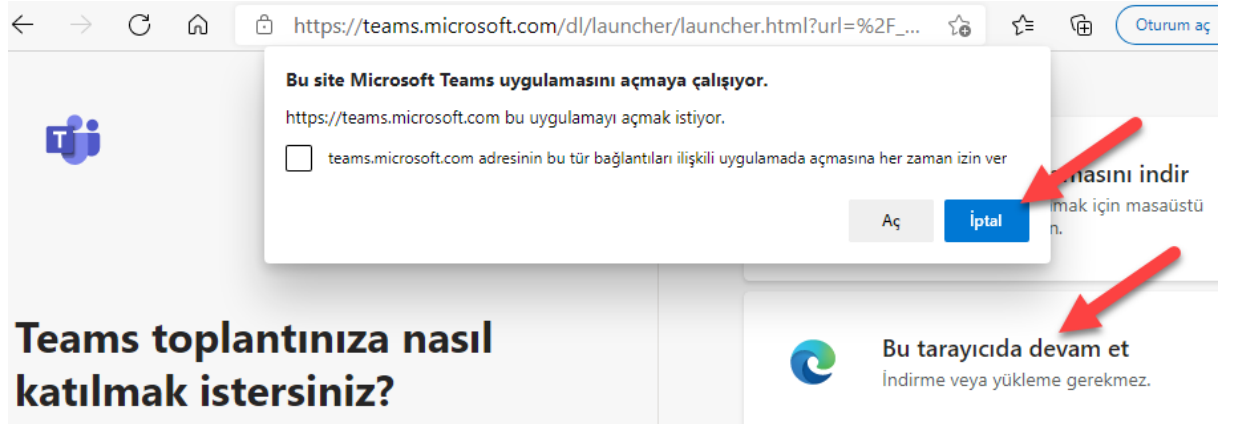 https://teams.microsoft.com/dl/launcher/launcher.html?url=%2F_...
Oturum aç
Bu site Microsoft Teams uygulamasını açmaya çalışıyor.
https://teams.microsoft.com bu uygulamayı açmak istiyor.
teams.microsoft.com adresinin bu tür bağlantıları ilişkili uygulamada açmasına her zaman izin ver
Aç
İptal
indir
için masaüstü
T
Teams toplantınıza nasıl
katılmak istersiniz?
Bu tarayıcıda devam et
İndirme veya yükleme gerekmez.